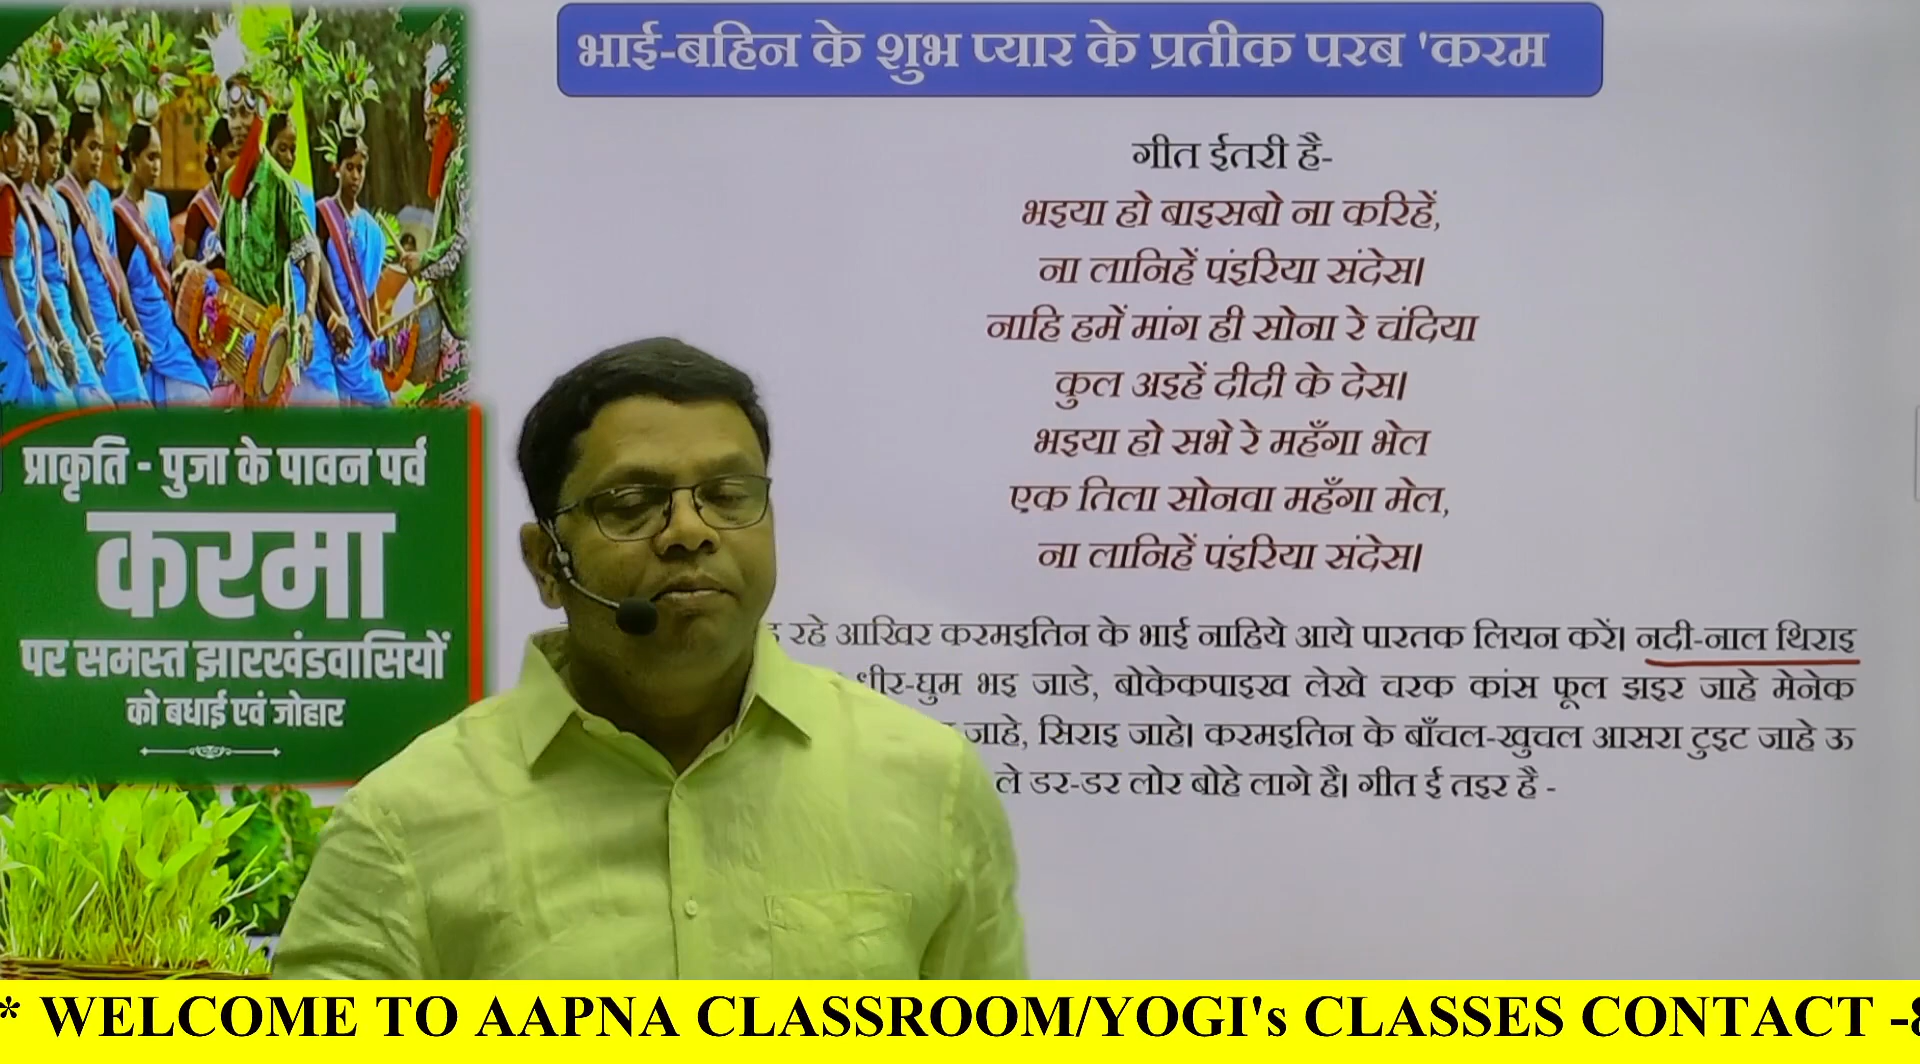 भाई-बहिन के शुभ प्यार के प्रतीक परब 'करम
गीत ईतरी है-
भइया हो बाइसबो ना करिहें,
ना लानिहें पंइरिया संदेस।
नाहि हमें मांग ही सोना रे चंदिया
कुल अइहें दीदी के देस।
भइया हो सभे रे महँगा भेल
एक तिला सोनवा महँगा मेल,
ना लानिहें पंइरिया संदेस।
रहे आखिर करमइतिन के भाई नाहिये आये पारतक लियन करें। नदी-नाल थिराइ
धीर-घुम भइ जाडे, बोकेकपाइख लेखे चरक कांस फूल झइर जाहे मेनेक
जाहे, सिराइ जाहे। करमइतिन के बाँचल-खुचल आसरा टुइट जाहे ऊ
ले डर-डर लोर बोहे लागे है। गीत ई तइर है -
प्राकृति - पुजा के पावन पर्व
करमा
पर समस्त झारखंडवासियों
को बधाई एवं जोहार
* WELCOME TO AAPNA CLASSROOM/YOGI's CLASSES CONTACT -8